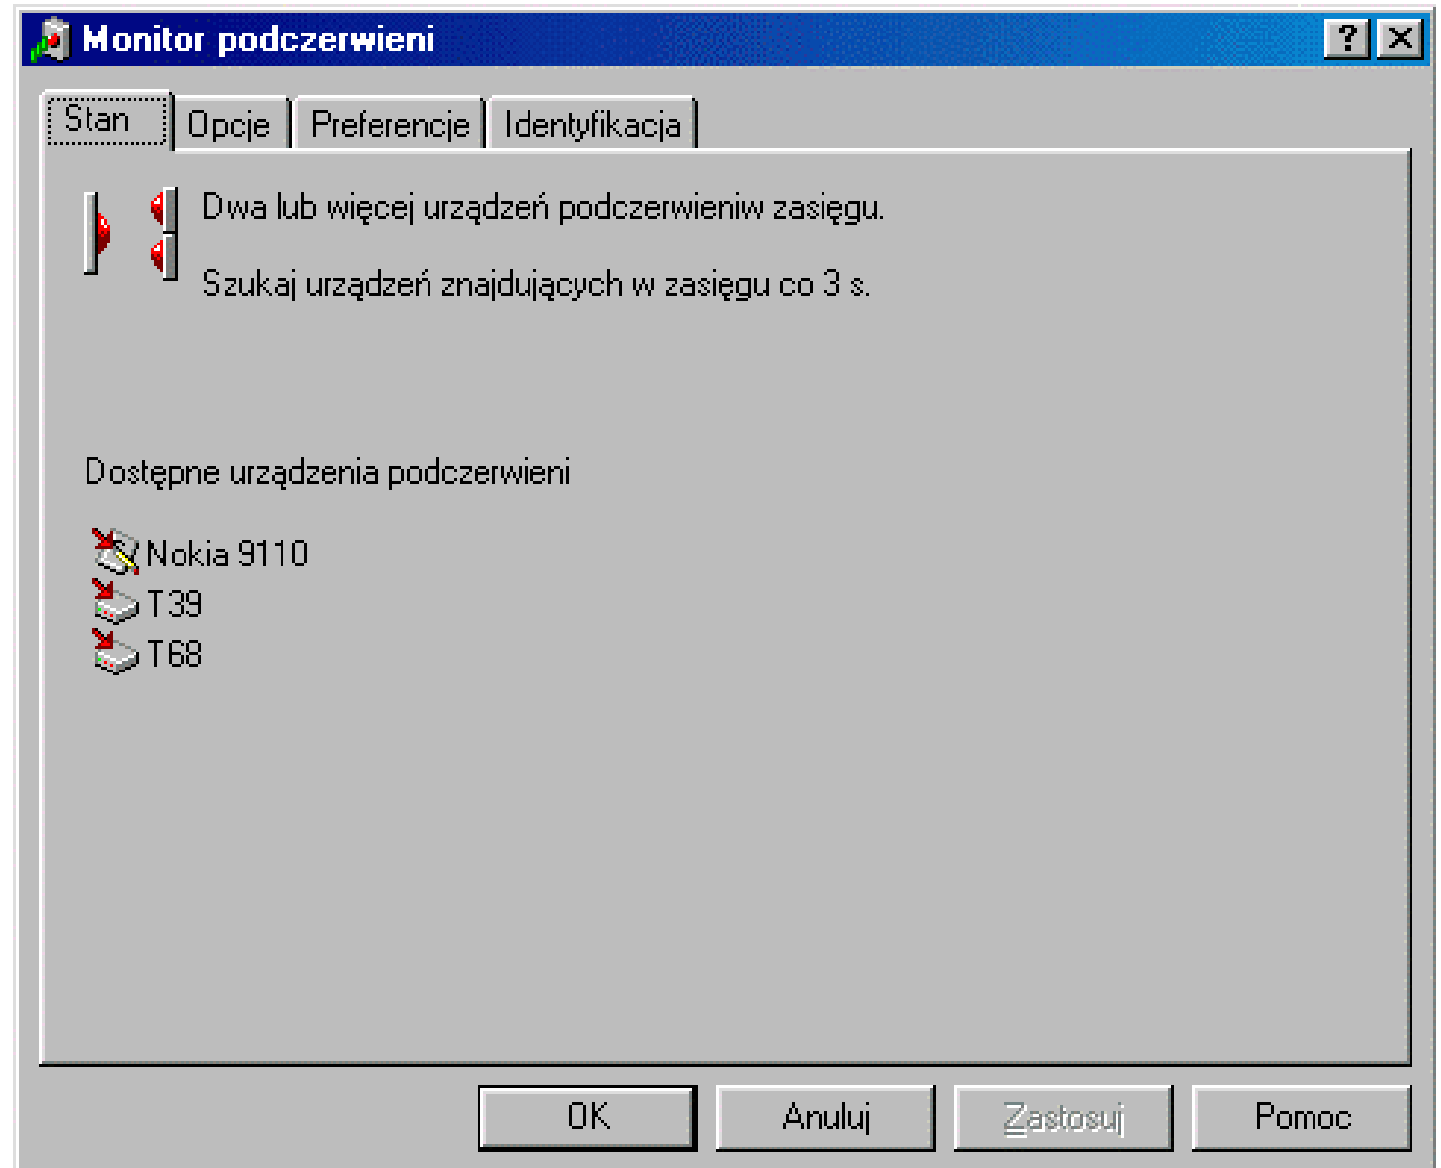 Monitor podczerwieni
Stan Opcje Preferencje Identyfikacja
Dwa lub więcej urządzeń podczerwieniw zasięgu.
Szukaj urządzeń znajdujących w zasięgu co 3 s.
Dostępne urządzenia podczerwieni
Nokia 9110
T39
T68
OK Anuluj Zastosuj Pomoc